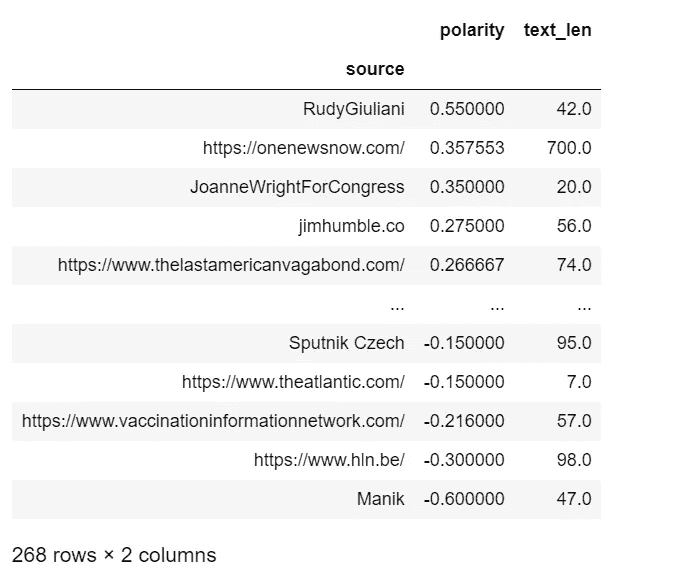 polarity text_len
source
RudyGiuliani 0.550000 42.0
https://onenewsnow.com/ 0.357553 700.0
JoanneWrightForCongress 0.350000 20.0
jimhumble.co 0.275000 56.0
https://www.thelastamericanvagabond.com/ 0.266667 74.0
... ... ...
Sputnik Czech -0.150000 95.0
https://www.theatlantic.com/ -0.150000 7.0
https://www.vaccinationinformationnetwork.com/ -0.216000 57.0
https://www.hln.be/ -0.300000 98.0
Manik -0.600000 47.0
268 rows × 2 columns